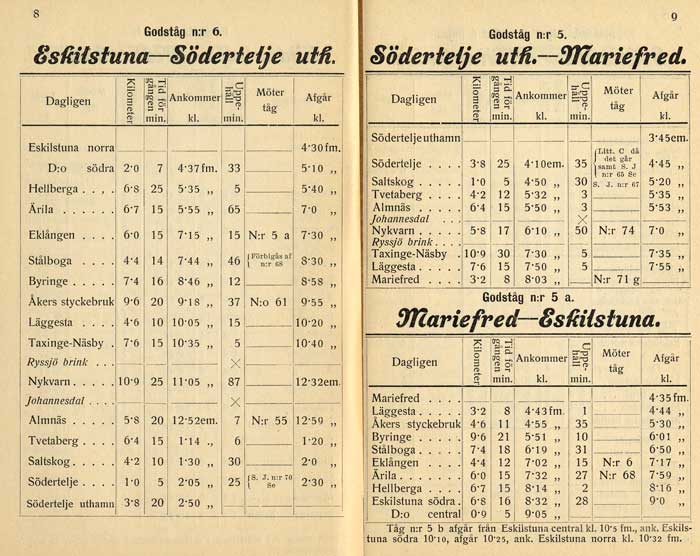 8
Godståg n:r 6.
Eskilstuna—Södertelje uth.
Dagligen Kilometer Tid för gången min. Ankommer kl. Uppehåll min. Möter tåg Afgår kl.
Eskilstuna norra 4·30 fm.
D:o södra 2·0 7 4·37 fm. 33 5·10 „
Hellberga . . . . 6·8 25 5·35 „ 5 5·40 „
Ärila . . . . . . 6·7 15 5·55 „ 65 7·0 „
Eklången . . . . 6·0 15 7·15 „ 15 N:r 5 a 7·30 „
Stålboga . . . . 4·4 14 7·44 „ 46 Förbigås af n:r 68 8·30 „
Byringe . . . . . 7·4 16 8·46 „ 12 8·58 „
Åkers styckebruk 9·6 20 9·18 „ 37 N:o 61 9·55 „
Läggesta . . . . 4·6 10 10·05 „ 15 10·20 „
Taxinge-Näsby . 7·6 15 10·35 „ 5 10·40 „
Ryssjö brink . . . ×
Nykvarn . . . . . 10·9 25 11·05 „ 87 12·32 em.
Johannesdal . . . . ×
Almnäs . . . . . 5·8 20 12·52 em. 7 N:r 55 12·59 „
Tvetaberg . . . . 6·4 15 1·14 „ 6 1·20 „
Saltskog . . . . . 4·2 10 1·30 „ 30 2·0 „
Södertelje . . . . 1·0 5 2·05 „ 25 S. J. n:r 70 Se 2·30 „
Södertelje uthamn 3·8 20 2·50 „
9
Godståg n:r 5.
Södertelje uth.—Mariefred.
Dagligen Kilometer Tid för gången min. Ankommer kl. Uppehåll min. Möter tåg Afgår kl.
Södertelje uthamn 3·45 em.
Södertelje . . . . 3·8 25 4·10 em. 35 Litt. C då det går samt S. J n:r 65 Se 4·45 „
Saltskog . . . . . 1·0 5 4·50 „ 30 S. J. n:r 67 5·20 „
Tvetaberg . . . . 4·2 12 5·32 „ 3 5·35 „
Almnäs . . . . . 6·4 15 5·50 „ 3 5·53 „
Johannesdal . . . ×
Nykvarn . . . . . 5·8 17 6·10 „ 50 N:r 74 7·0 „
Ryssjö brink . . .
Taxinge-Näsby . 10·9 30 7·30 „ 5 7·35 „
Läggesta . . . . 7·6 15 7·50 „ 5 7·55 „
Mariefred . . . . 3·2 8 8·03 „ N:r 71 g
Godståg n:r 5 a.
Mariefred—Eskilstuna.
Dagligen Kilometer Tid för gången min. Ankommer kl. Uppehåll min. Möter tåg Afgår kl.
Mariefred . . . . 4·35 fm.
Läggesta . . . . 3·2 8 4·43 fm. 1 4·44 „
Åkers styckebruk 4·6 11 4·55 „ 35 5·30 „
Byringe . . . . . 9·6 21 5·51 „ 10 6·01 „
Stålboga . . . . 7·4 18 6·19 „ 31 6·50 „
Eklången . . . . 4·4 12 7·02 „ 15 N:r 6 7·17 „
Ärila . . . . . . 6·0 15 7·32 „ 27 N:r 68 7·59 „
Hellberga . . . . 6·7 15 8·14 „ 2 8·16 „
Eskilstuna södra . 6·8 16 8·32 „ 28 9·0 „
D:o central 0·9 5 9·05 „
Tåg n:r 5 b afgår från Eskilstuna central kl. 10·5 fm., ank. Eskils-
tuna södra 10·10, afgår 10·25, ank. Eskilstuna norra kl. 10·32 fm.